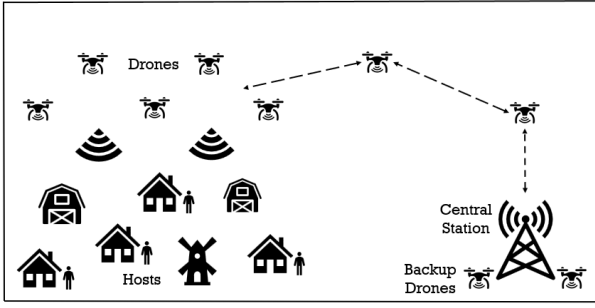 Drones
Central
Station
Backup
Drones
Hosts